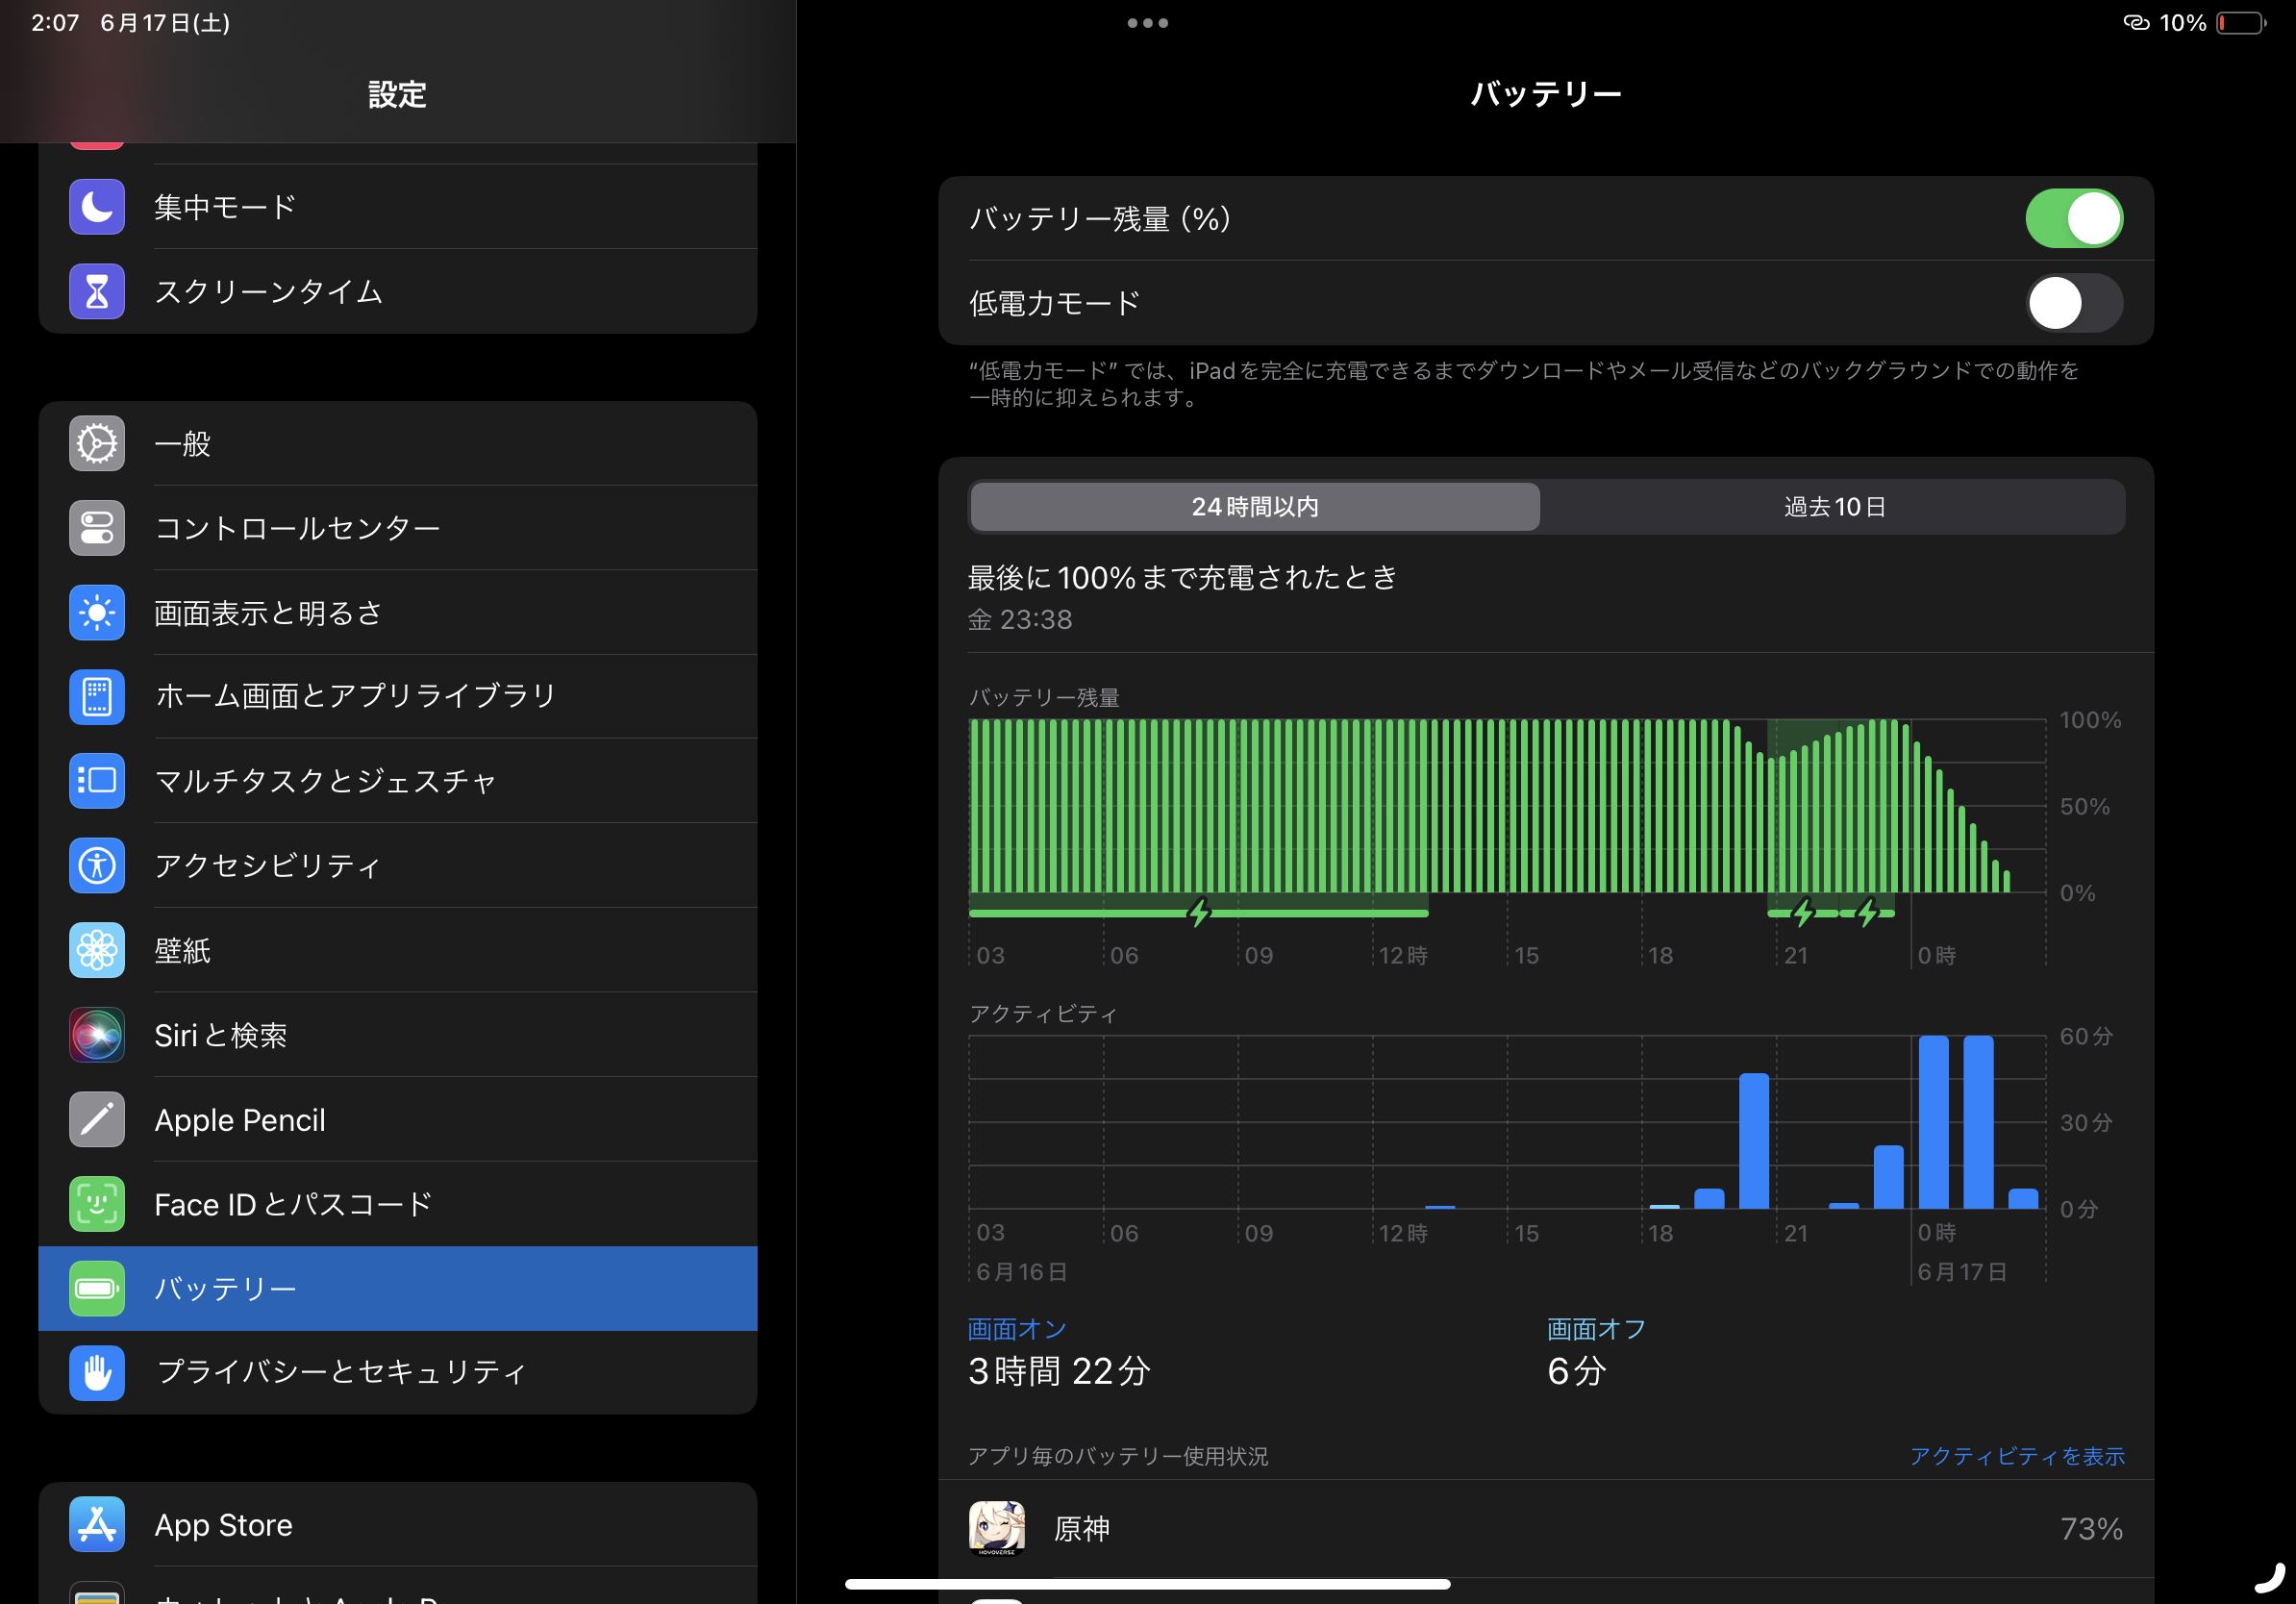 2:07 6月17日(土)
10%
設定
集中モード
スクリーンタイム
一般
コントロールセンター
画面表示と明るさ
ホーム画面とアプリライブラリ
マルチタスクとジェスチャ
アクセシビリティ
壁紙
Siriと検索
Apple Pencil
Face IDとパスコード
バッテリー
プライバシーとセキュリティ
App Store
バッテリー
バッテリー残量 (%)
低電力モード
“低電力モード” では、iPadを完全に充電できるまでダウンロードやメール受信などのバックグラウンドでの動作を
一時的に抑えられます。
24時間以内 過去10日
最後に100%まで充電されたとき
金 23:38
バッテリー残量
100%
50%
0%
03 06 09 12時 15 18 21 0時
アクティビティ
60分
30分
0分
03 06 09 12時 15 18 21 0時
6月16日 6月17日
画面オン 画面オフ
3時間 22分 6分
アプリ毎のバッテリー使用状況 アクティビティを表示
原神 73%
HOYOVERSE